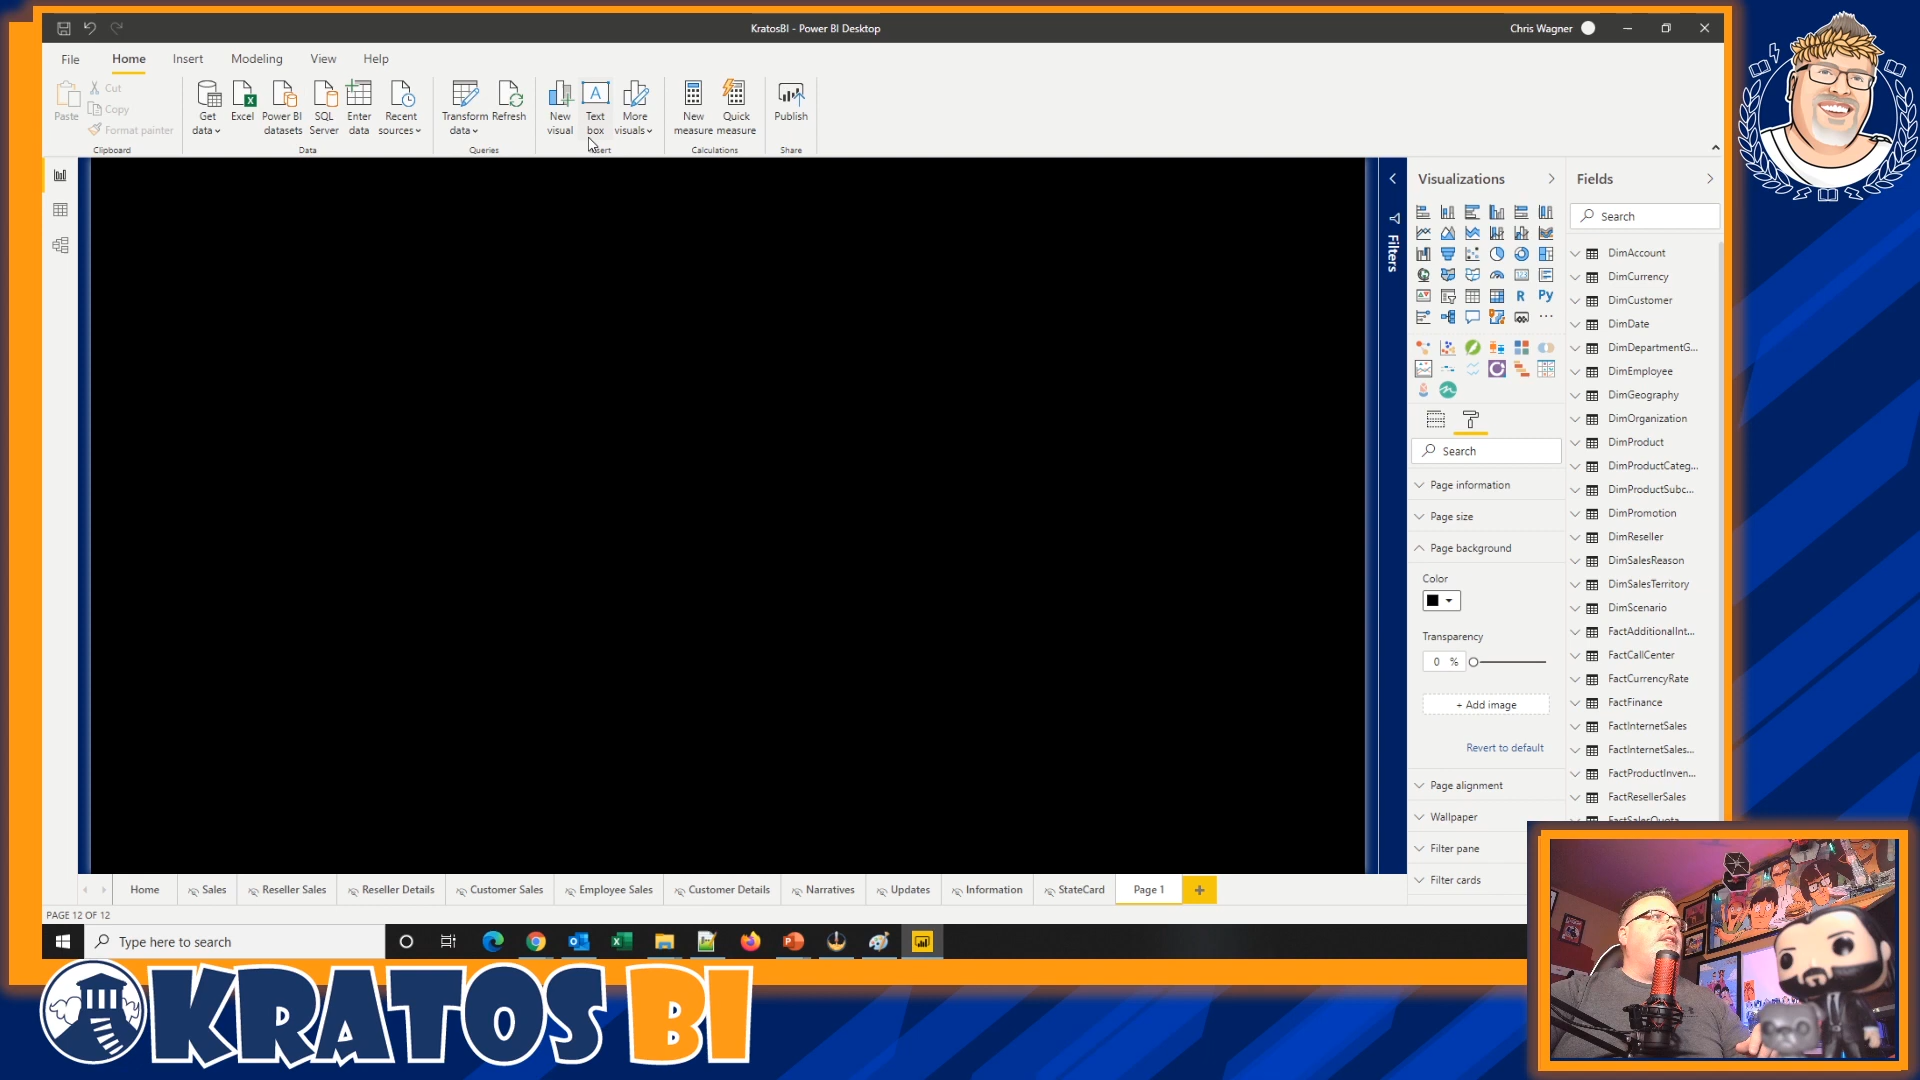 KratosBI - Power BI Desktop
Chris Wagner
File
Home
Insert
Modeling
View
Help
Paste
Cut
Copy
Format painter
Clipboard
Get data
Excel
Power BI datasets
SQL Server
Enter data
Recent sources
Data
Transform data
Refresh
Queries
New visual
Text box
More visuals
New measure
Quick measure
Calculations
Publish
Share
Filters
Visualizations
R
Py
Search
Page information
Page size
Page background
Color
Transparency
0 %
+ Add image
Revert to default
Page alignment
Wallpaper
Filter pane
Filter cards
Fields
Search
DimAccount
DimCurrency
DimCustomer
DimDate
DimDepartmentG...
DimEmployee
DimGeography
DimOrganization
DimProduct
DimProductCateg...
DimProductSubc...
DimPromotion
DimReseller
DimSalesReason
DimSalesTerritory
DimScenario
FactAdditionalInt...
FactCallCenter
FactCurrencyRate
FactFinance
FactInternetSales
FactInternetSales...
FactProductInven...
FactResellerSales
Home
Sales
Reseller Sales
Reseller Details
Customer Sales
Employee Sales
Customer Details
Narratives
Updates
Information
StateCard
Page 1
+
PAGE 12 OF 12
Type here to search
KRATOS BI